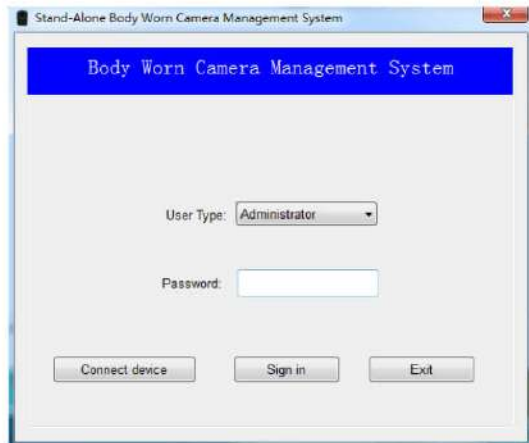 Stand-Alone Body Worn Camera Management System
Body Worn Camera Management System
User Type: Administrator
Password:
Connect device Sign in Exit